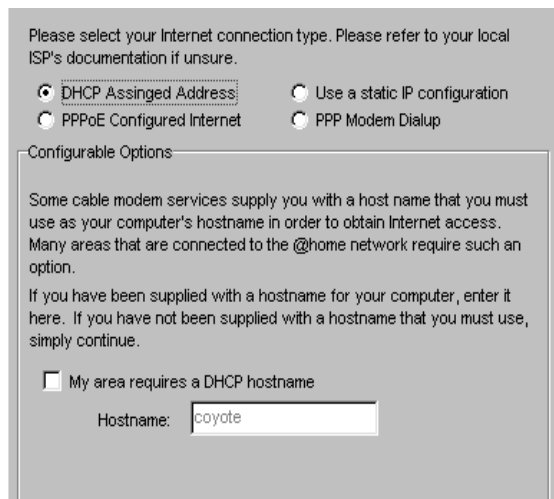 Please select your Internet connection type. Please refer to your local
ISP's documentation if unsure.
DHCP Assinged Address
Use a static IP configuration
PPPoE Configured Internet
PPP Modem Dialup
Configurable Options
Some cable modem services supply you with a host name that you must
use as your computer's hostname in order to obtain Internet access.
Many areas that are connected to the @home network require such an
option.
If you have been supplied with a hostname for your computer, enter it
here. If you have not been supplied with a hostname that you must use,
simply continue.
My area requires a DHCP hostname
Hostname:
coyote